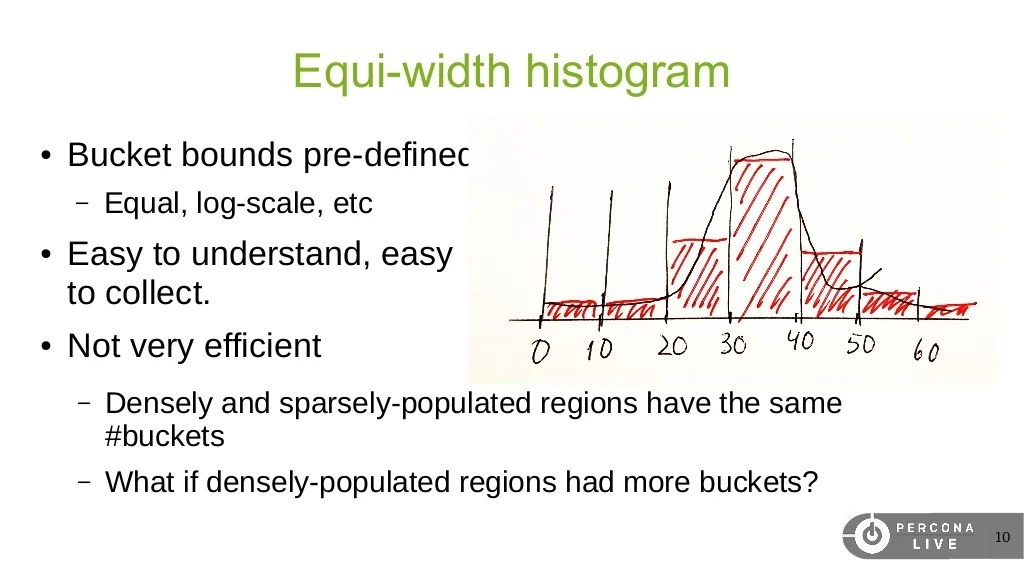 Equi-width histogram
• Bucket bounds pre-defined
– Equal, log-scale, etc
• Easy to understand, easy
to collect.
• Not very efficient
0 10 20 30 40 50 60
– Densely and sparsely-populated regions have the same
#buckets
– What if densely-populated regions had more buckets?
PERCONA
LIVE
10